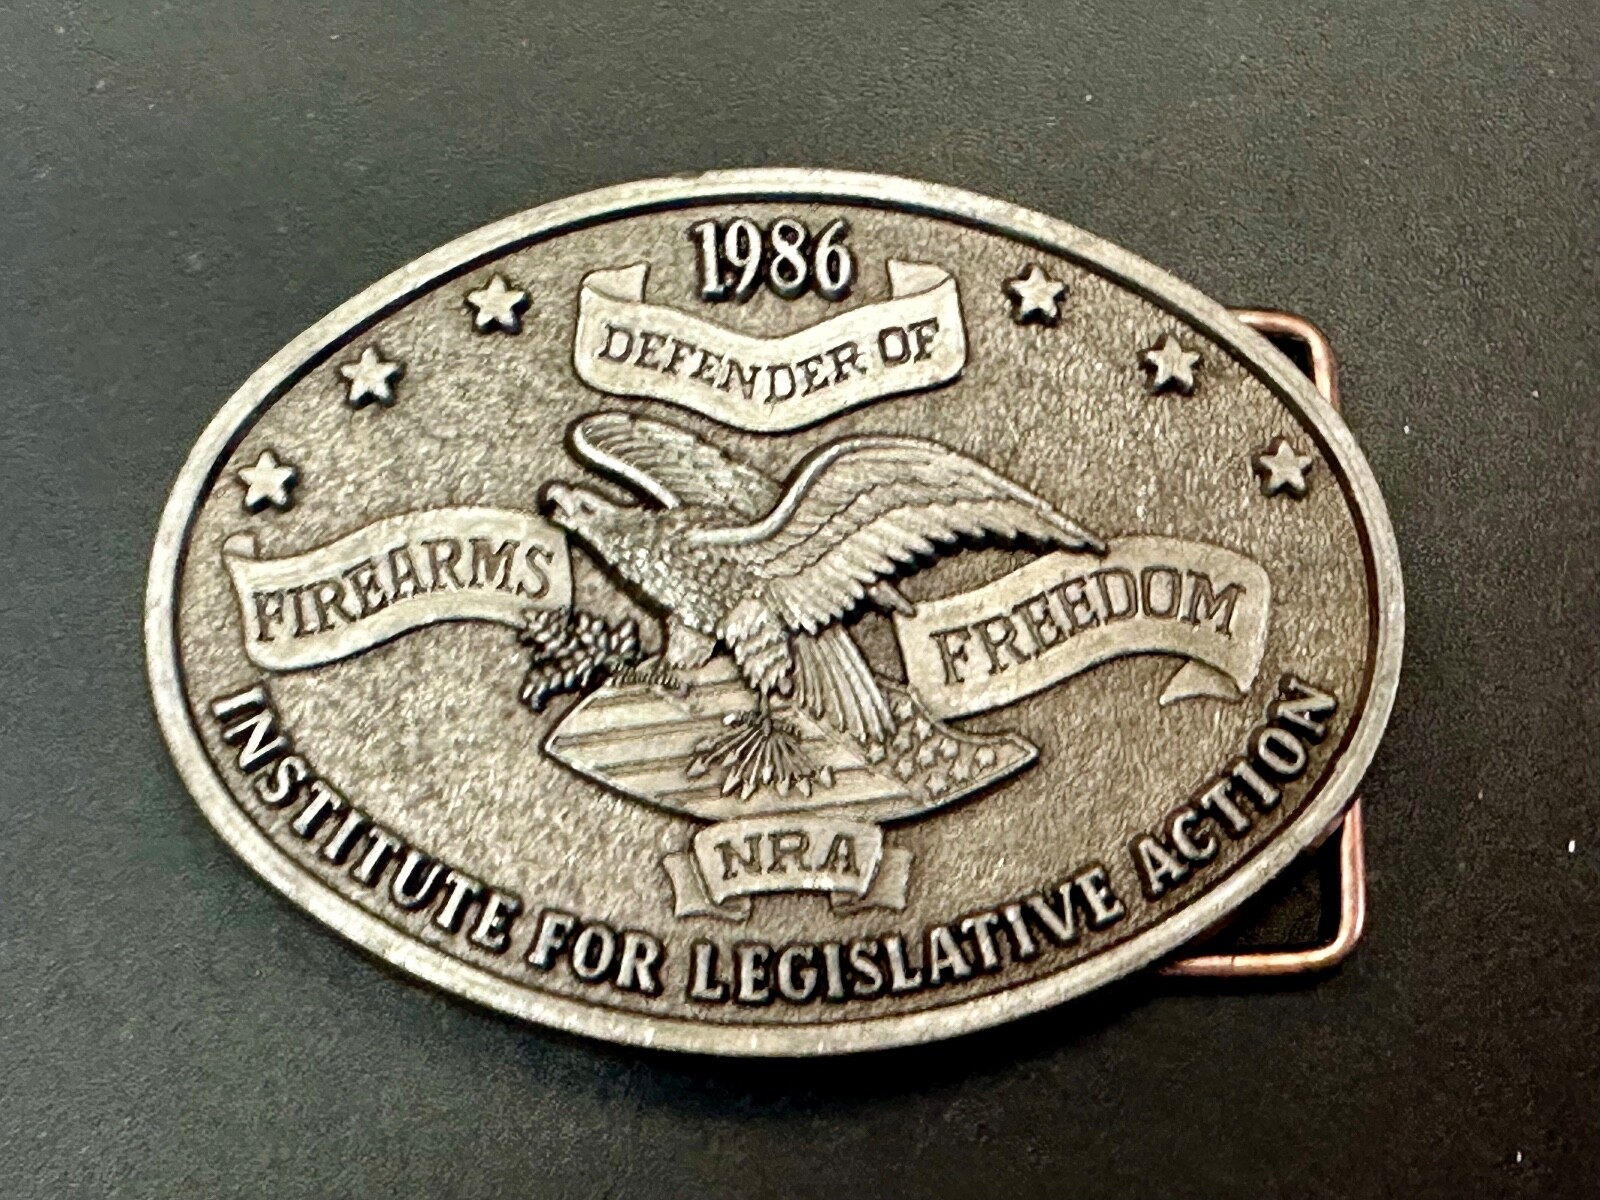 1986
DEFENDER OF
FIREARMS
FREEDOM
NRA
INSTITUTE FOR LEGISLATIVE ACTION